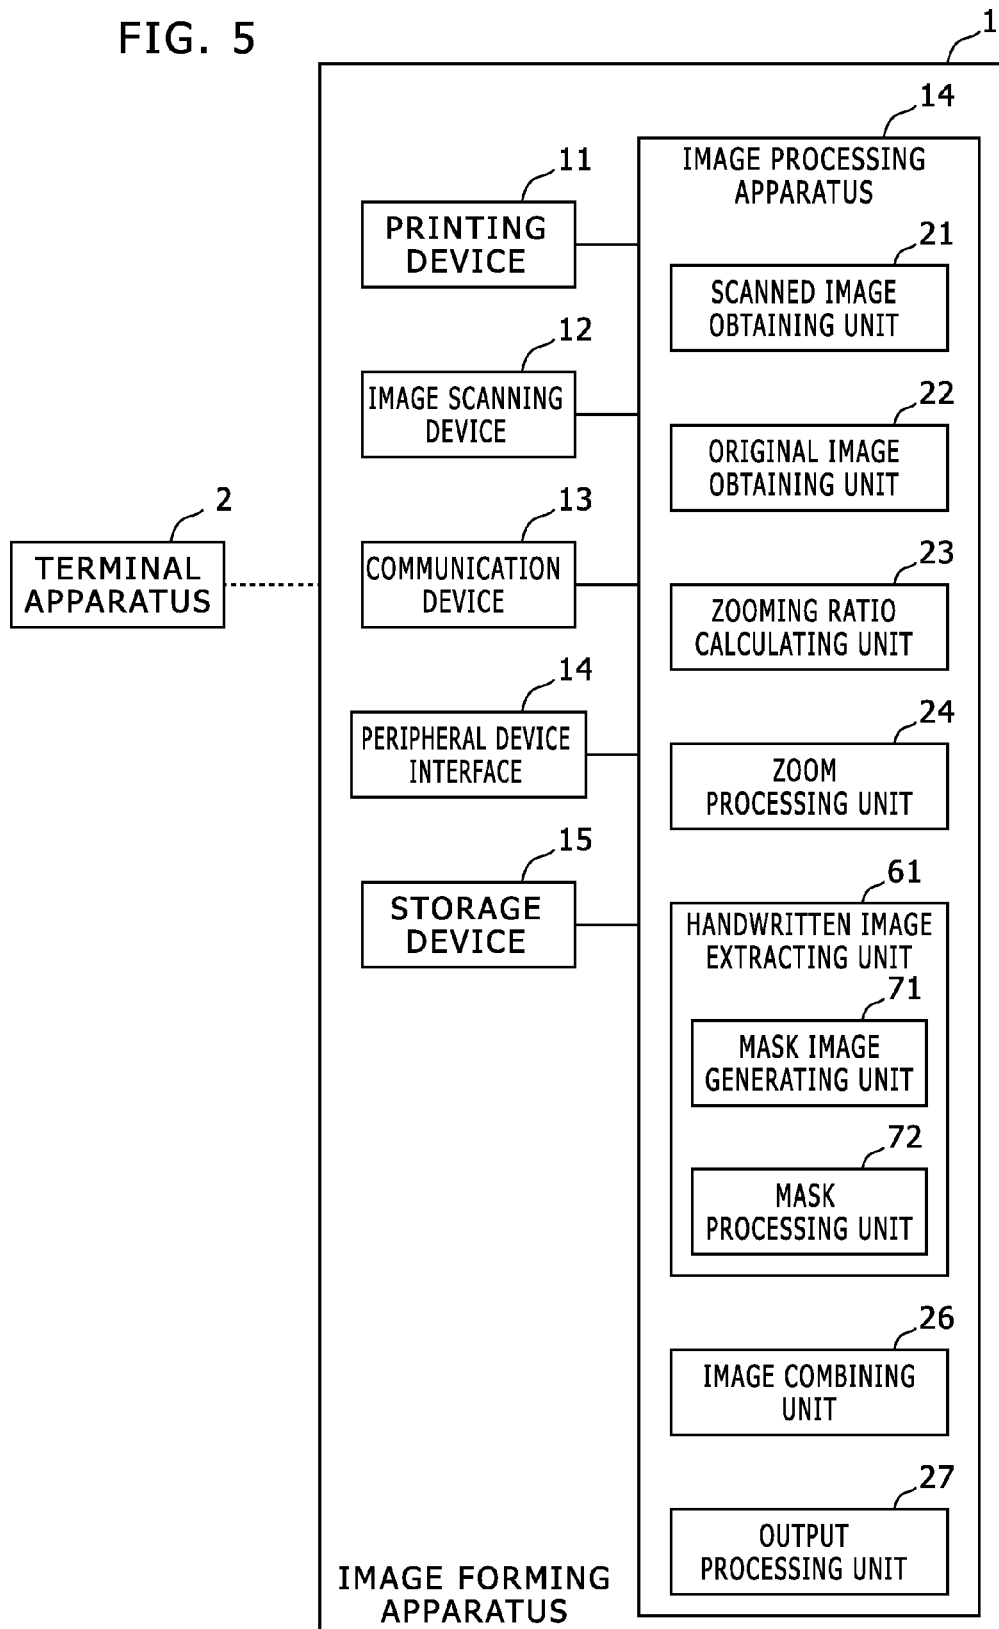 FIG. 5
1
14
IMAGE PROCESSING
APPARATUS
11
PRINTING
DEVICE
21
SCANNED IMAGE
OBTAINING UNIT
12
IMAGE SCANNING
DEVICE
22
ORIGINAL IMAGE
OBTAINING UNIT
2
TERMINAL
APPARATUS
13
COMMUNICATION
DEVICE
23
ZOOMING RATIO
CALCULATING UNIT
14
PERIPHERAL DEVICE
INTERFACE
24
ZOOM
PROCESSING UNIT
15
STORAGE
DEVICE
61
HANDWRITTEN IMAGE
EXTRACTING UNIT
71
MASK IMAGE
GENERATING UNIT
72
MASK
PROCESSING UNIT
26
IMAGE COMBINING
UNIT
27
OUTPUT
PROCESSING UNIT
IMAGE FORMING
APPARATUS